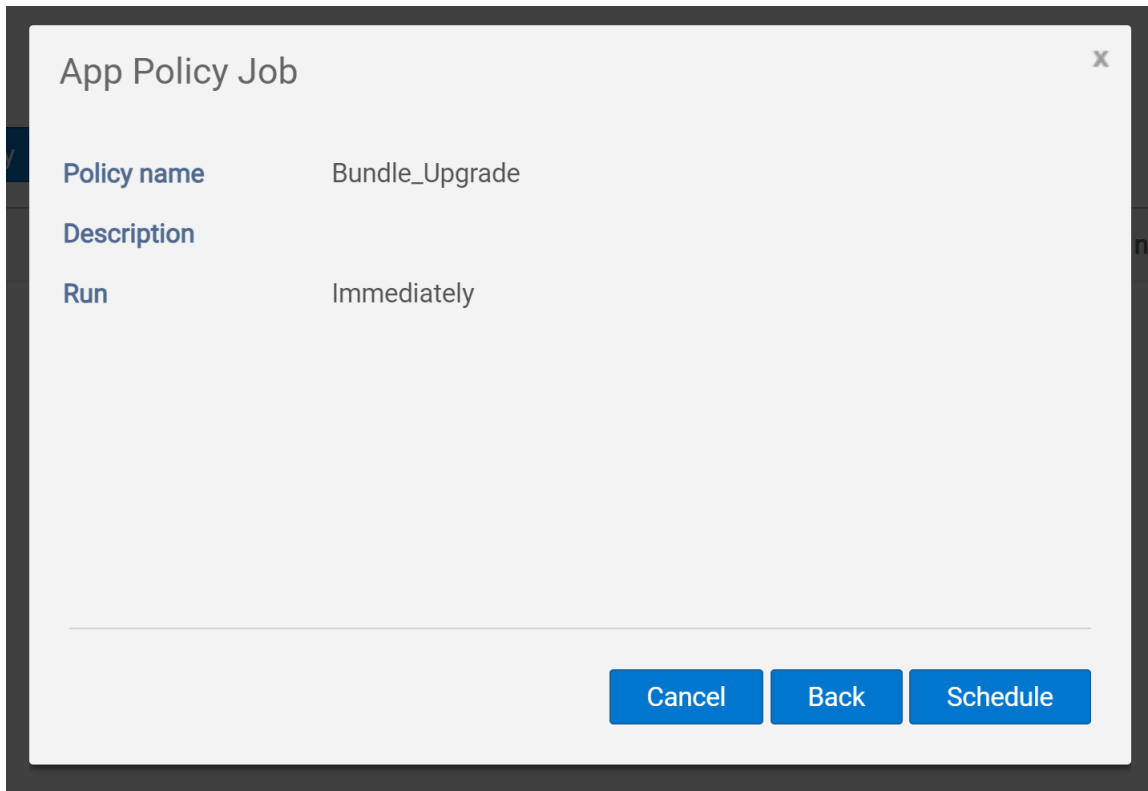 App Policy Job
x
y
Policy name Bundle_Upgrade
Description
n
Run Immediately
Cancel Back Schedule